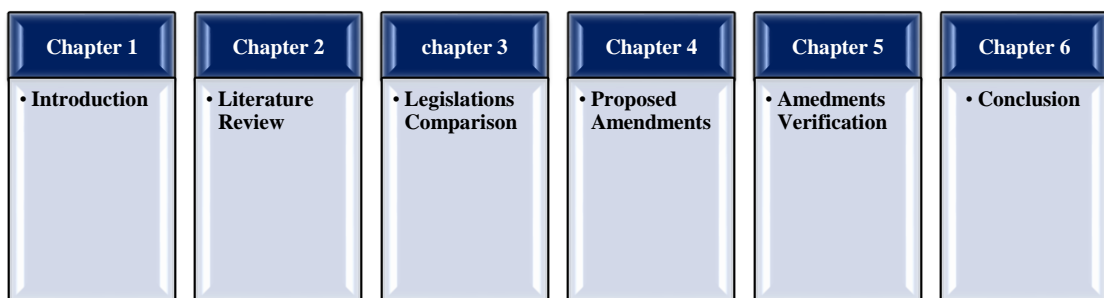 Chapter 1
• Introduction
Chapter 2
• Literature
Review
chapter 3
• Legislations
Comparison
Chapter 4
• Proposed
Amendments
Chapter 5
• Amedments
Verification
Chapter 6
• Conclusion